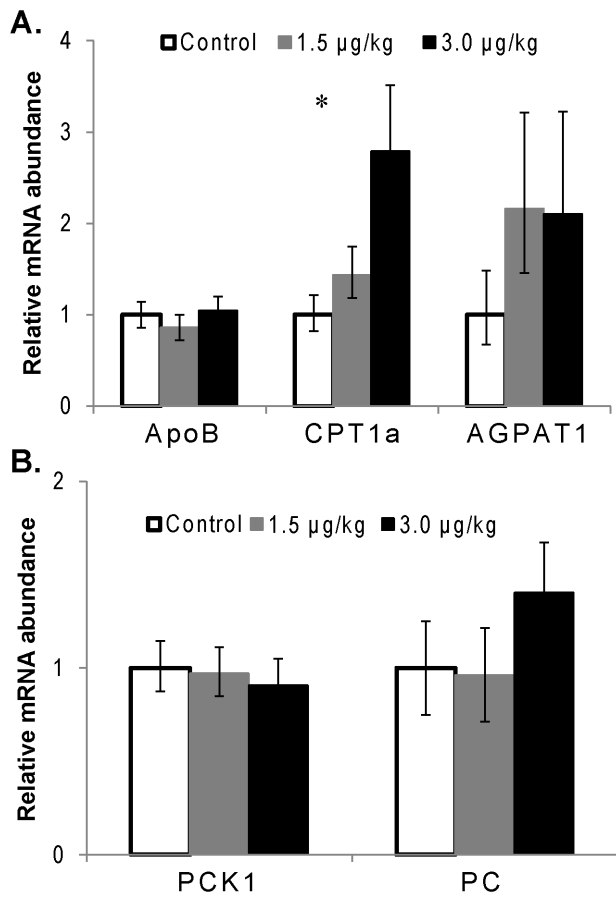 A.
4
Control 1.5 µg/kg 3.0 µg/kg
3
*
2
1
0
Relative mRNA abundance
ApoB CPT1a AGPAT1
B.
2
Control 1.5 µg/kg 3.0 µg/kg
1
0
Relative mRNA abundance
PCK1 PC